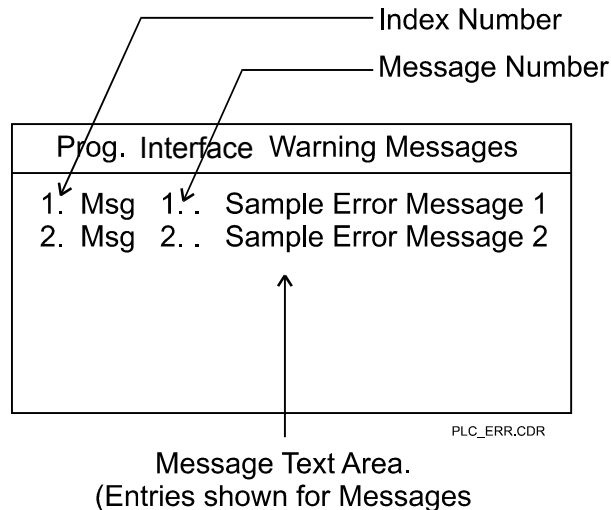 Index Number
Message Number
Prog. Interface Warning Messages
1. Msg 1. . Sample Error Message 1
2. Msg 2. . Sample Error Message 2
PLC_ERR.CDR
Message Text Area.
(Entries shown for Messages